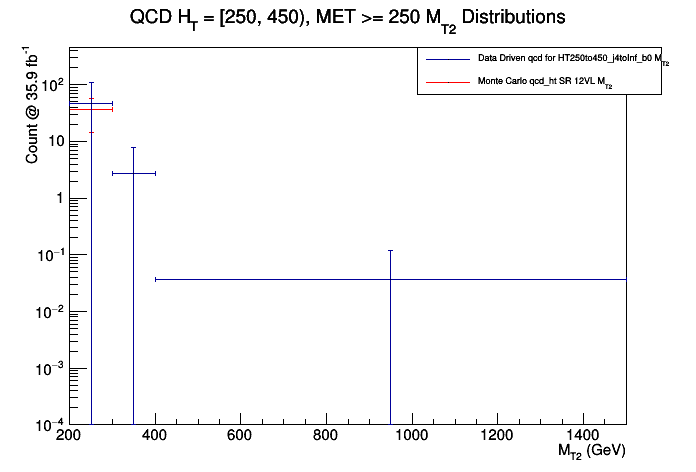 QCD H_T = [250, 450), MET >= 250 M_T2 Distributions
Data Driven qcd for HT250to450_j4toInf_b0 M_T2
Monte Carlo qcd_ht SR 12VL M_T2
Count @ 35.9 fb^-1
10^2
10
1
10^−1
10^−2
10^−3
10^−4
200 400 600 800 1000 1200 1400
M_T2 (GeV)